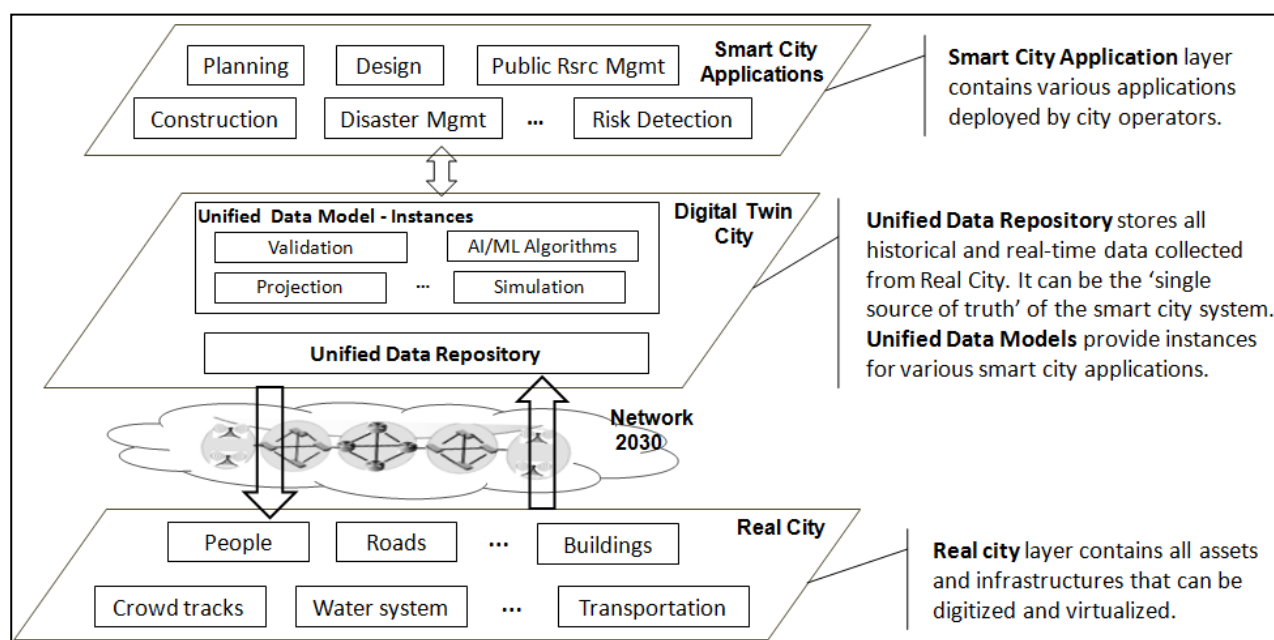 Smart City
Applications
Planning
Design
Public Rsrc Mgmt
Construction
Disaster Mgmt
...
Risk Detection
Smart City Application layer
contains various applications
deployed by city operators.
Digital Twin
City
Unified Data Model - Instances
Validation
AI/ML Algorithms
Projection
...
Simulation
Unified Data Repository
Unified Data Repository stores all
historical and real-time data collected
from Real City. It can be the ‘single
source of truth’ of the smart city system.
Unified Data Models provide instances
for various smart city applications.
Network
2030
Real City
People
Roads
...
Buildings
Crowd tracks
Water system
...
Transportation
Real city layer contains all assets
and infrastructures that can be
digitized and virtualized.